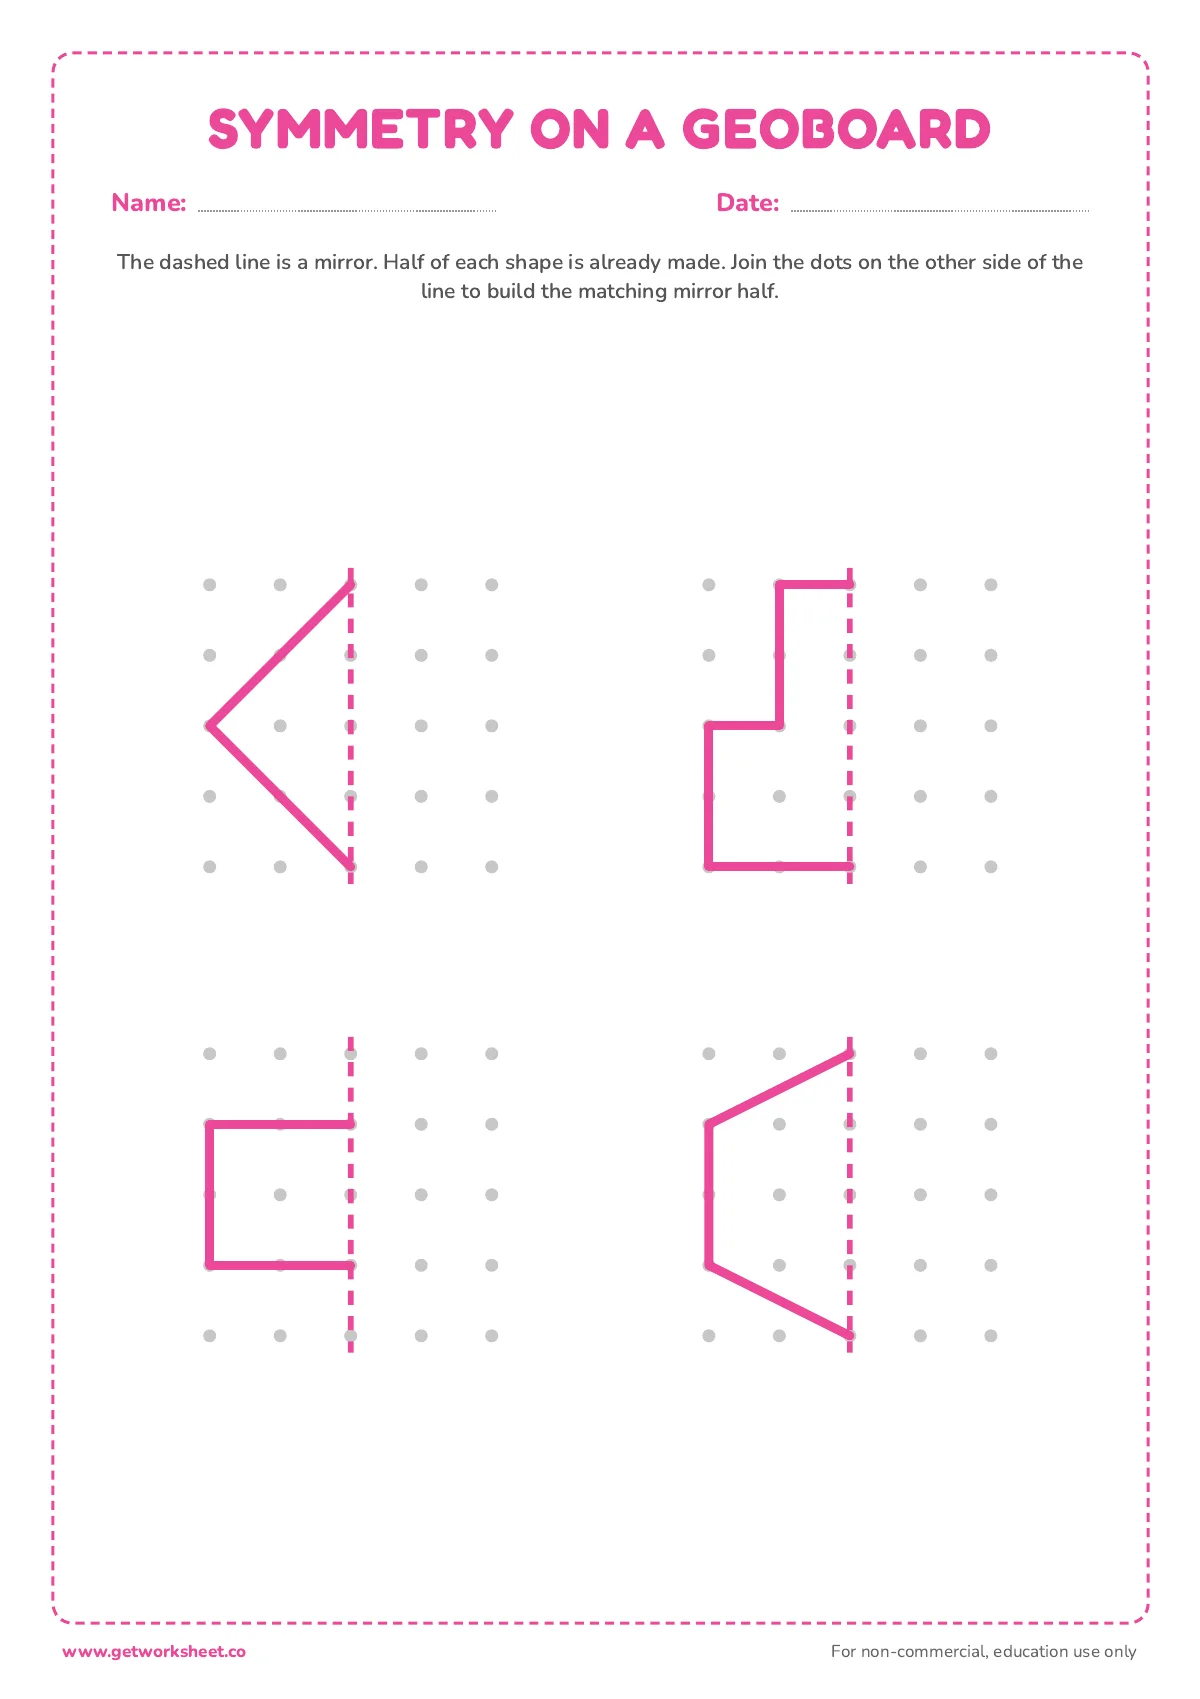 SYMMETRY ON A GEOBOARD
Name:
Date:
The dashed line is a mirror. Half of each shape is already made. Join the dots on the other side of the
line to build the matching mirror half.
www.getworksheet.co
For non-commercial, education use only